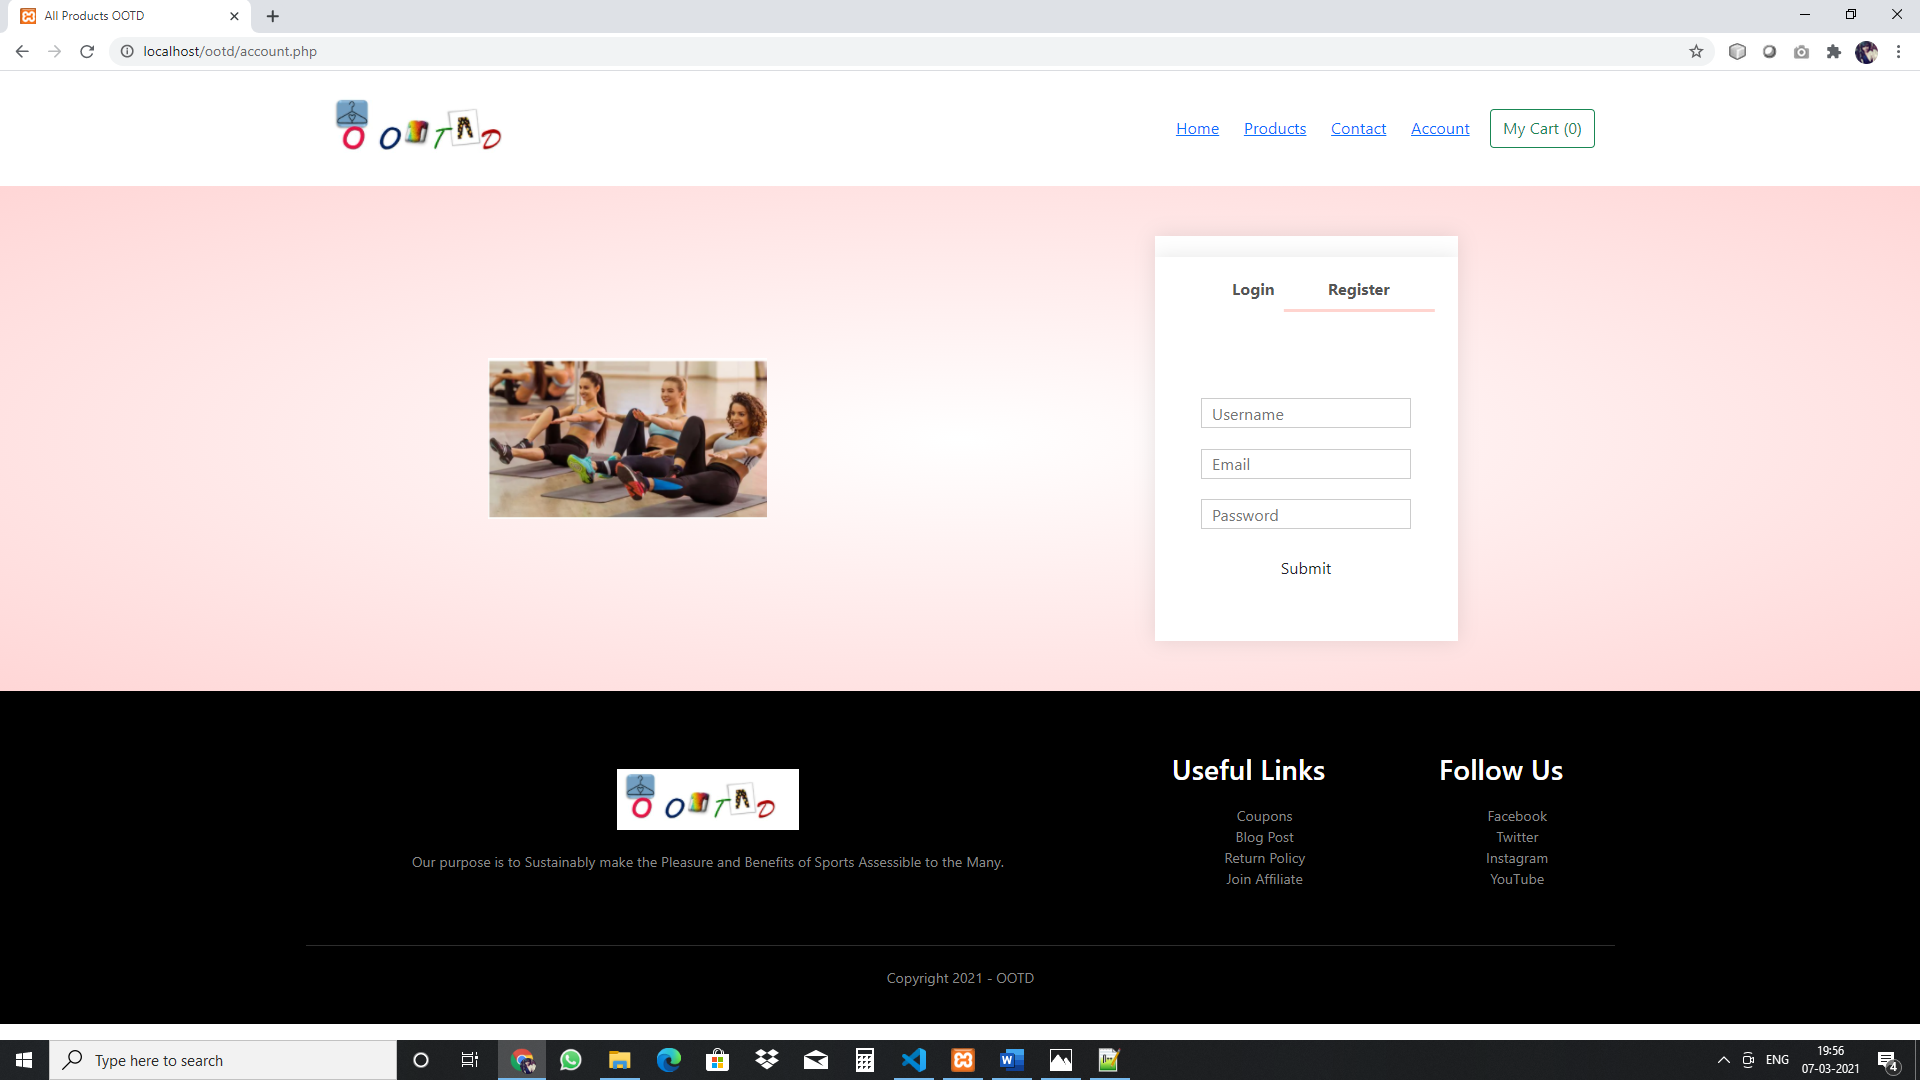 All Products OOTD
localhost/ootd/account.php
O OOTD
Home Products Contact Account My Cart (0)
Login Register
Username
Email
Password
Submit
O OOTD
Our purpose is to Sustainably make the Pleasure and Benefits of Sports Assessible to the Many.
Useful Links
Coupons
Blog Post
Return Policy
Join Affiliate
Follow Us
Facebook
Twitter
Instagram
YouTube
Copyright 2021 - OOTD
Type here to search
ENG
19:56
07-03-2021
4